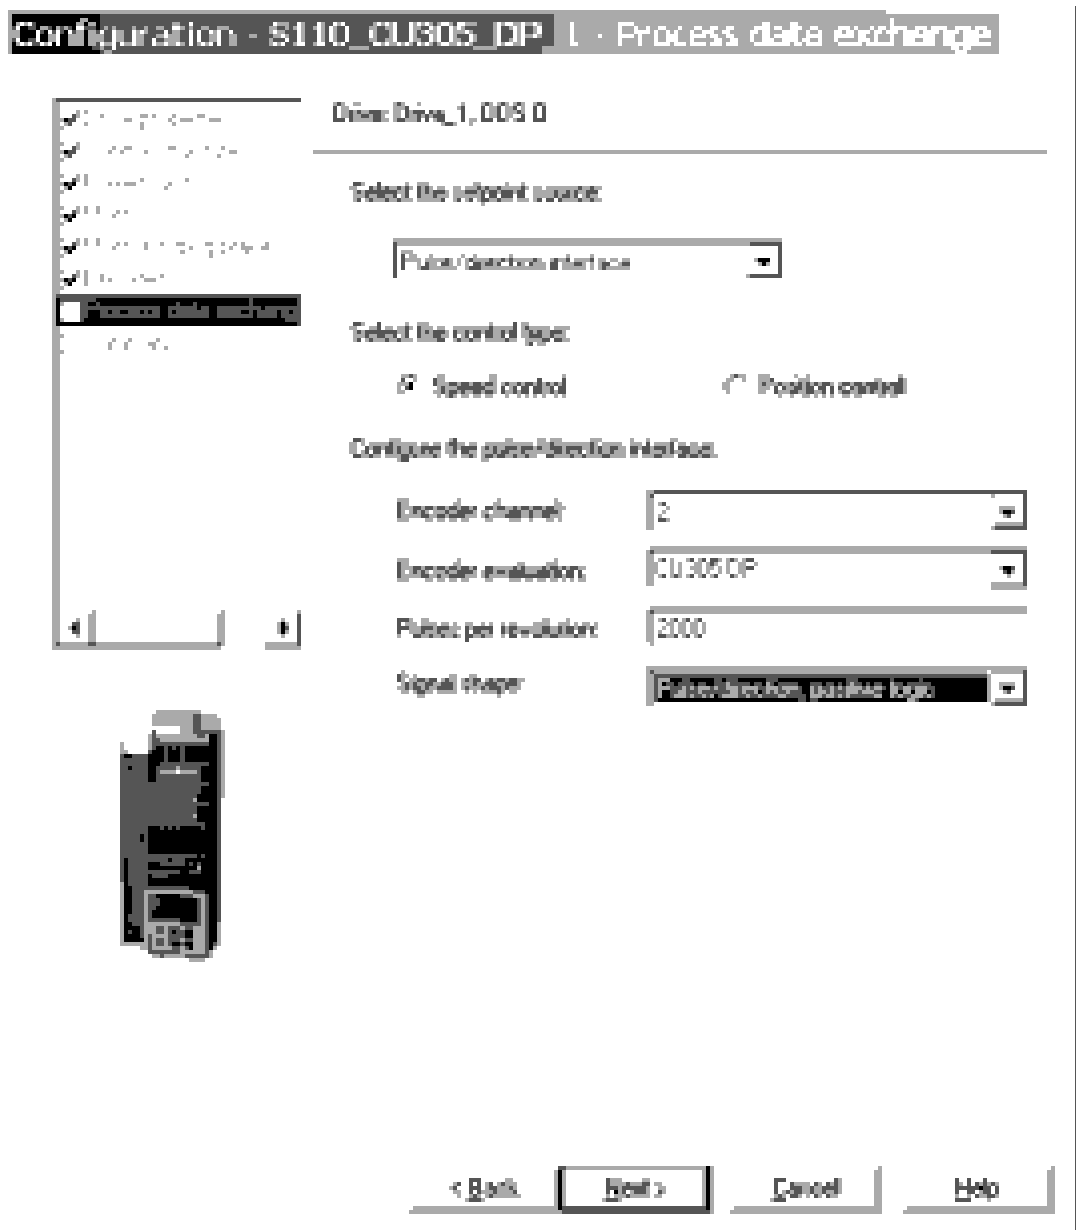 Configuration - S110_CU305_DP_1 - Process data exchange
Drive: Drive_1, DDS 0
Select the setpoint source:
Pulse/direction interface
Process data exchang
Select the control type:
Speed control Position control
Configure the pulse/direction interface:
Encoder channel: 2
Encoder evaluation: CU305 DP
Pulses per revolution: 2000
Signal shape: Pulse/direction, positive logic
< Back Next > Cancel Help